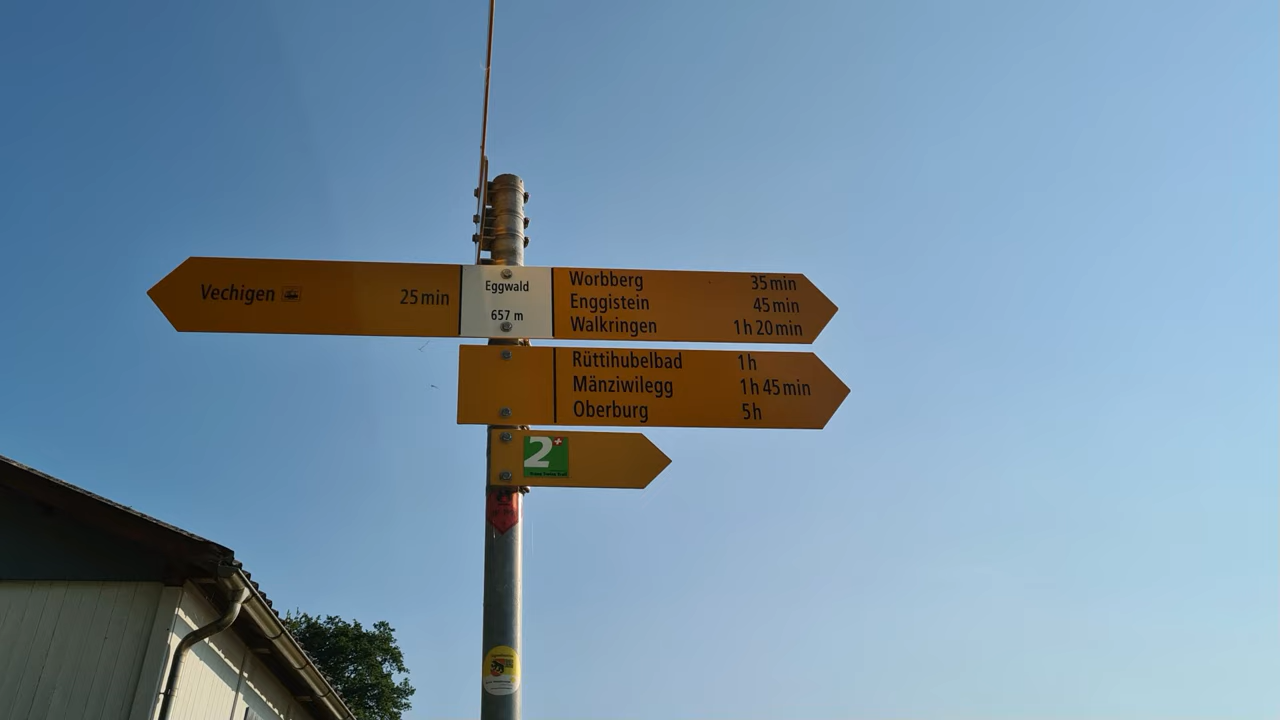 Vechigen 25 min
Eggwald
657 m
Worbberg 35 min
Enggistein 45 min
Walkringen 1 h 20 min
Rüttihubelbad 1 h
Mänziwilegg 1 h 45 min
Oberburg 5 h
2